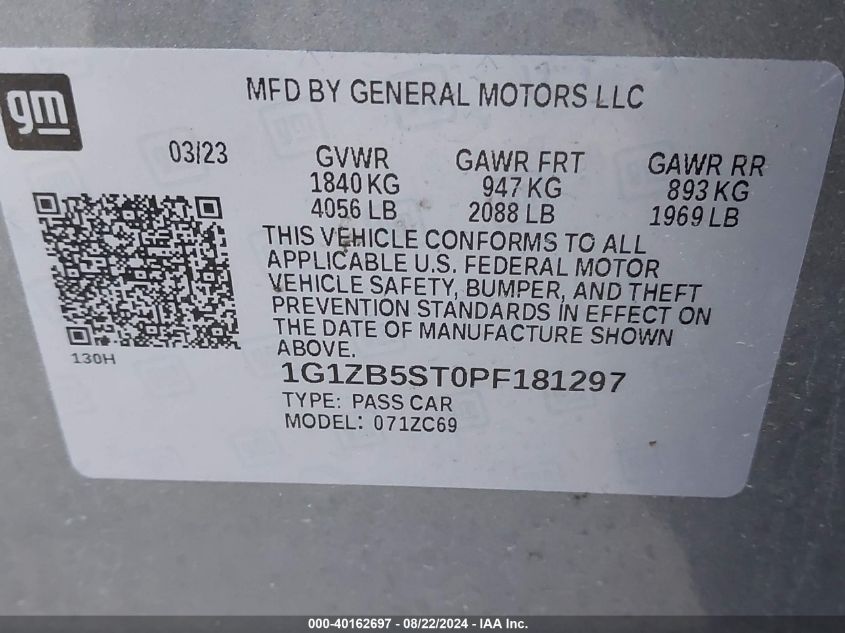 gm
MFD BY GENERAL MOTORS LLC
03/23
GVWR GAWR FRT GAWR RR
1840 KG 947 KG 893 KG
4056 LB 2088 LB 1969 LB
THIS VEHICLE CONFORMS TO ALL
APPLICABLE U.S. FEDERAL MOTOR
VEHICLE SAFETY, BUMPER, AND THEFT
PREVENTION STANDARDS IN EFFECT ON
THE DATE OF MANUFACTURE SHOWN
ABOVE.
130H
1G1ZB5ST0PF181297
TYPE: PASS CAR
MODEL: 071ZC69
000-40162697 - 08/22/2024 - IAA Inc.